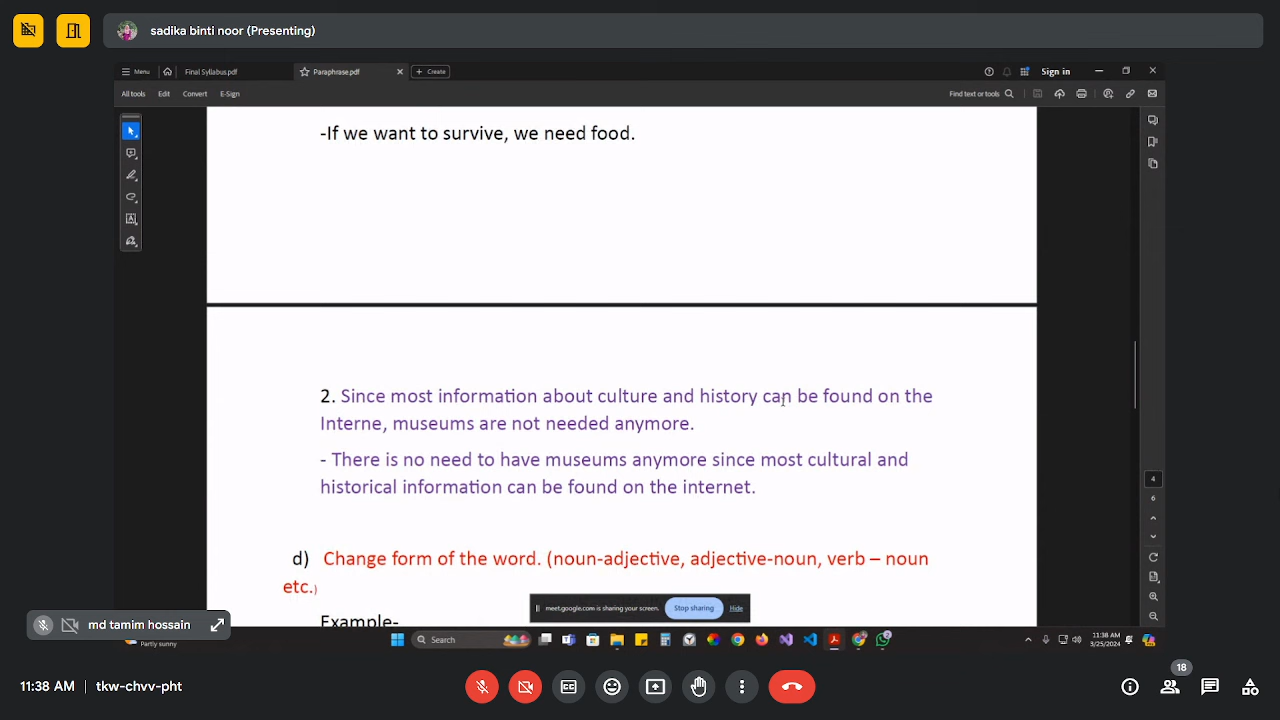 sadika binti noor (Presenting)
Menu
Final Syllabus.pdf
Paraphrase.pdf
Create
Sign in
All tools
Edit
Convert
E-Sign
Find text or tools
-If we want to survive, we need food.
2. Since most information about culture and history can be found on the
Interne, museums are not needed anymore.
- There is no need to have museums anymore since most cultural and
historical information can be found on the internet.
d) Change form of the word. (noun-adjective, adjective-noun, verb – noun
etc.)
Example-
4
6
meet.google.com is sharing your screen.
Stop sharing
Hide
md tamim hossain
Partly sunny
Search
2
11:38 AM
3/25/2024
18
11:38 AM | tkw-chvv-pht